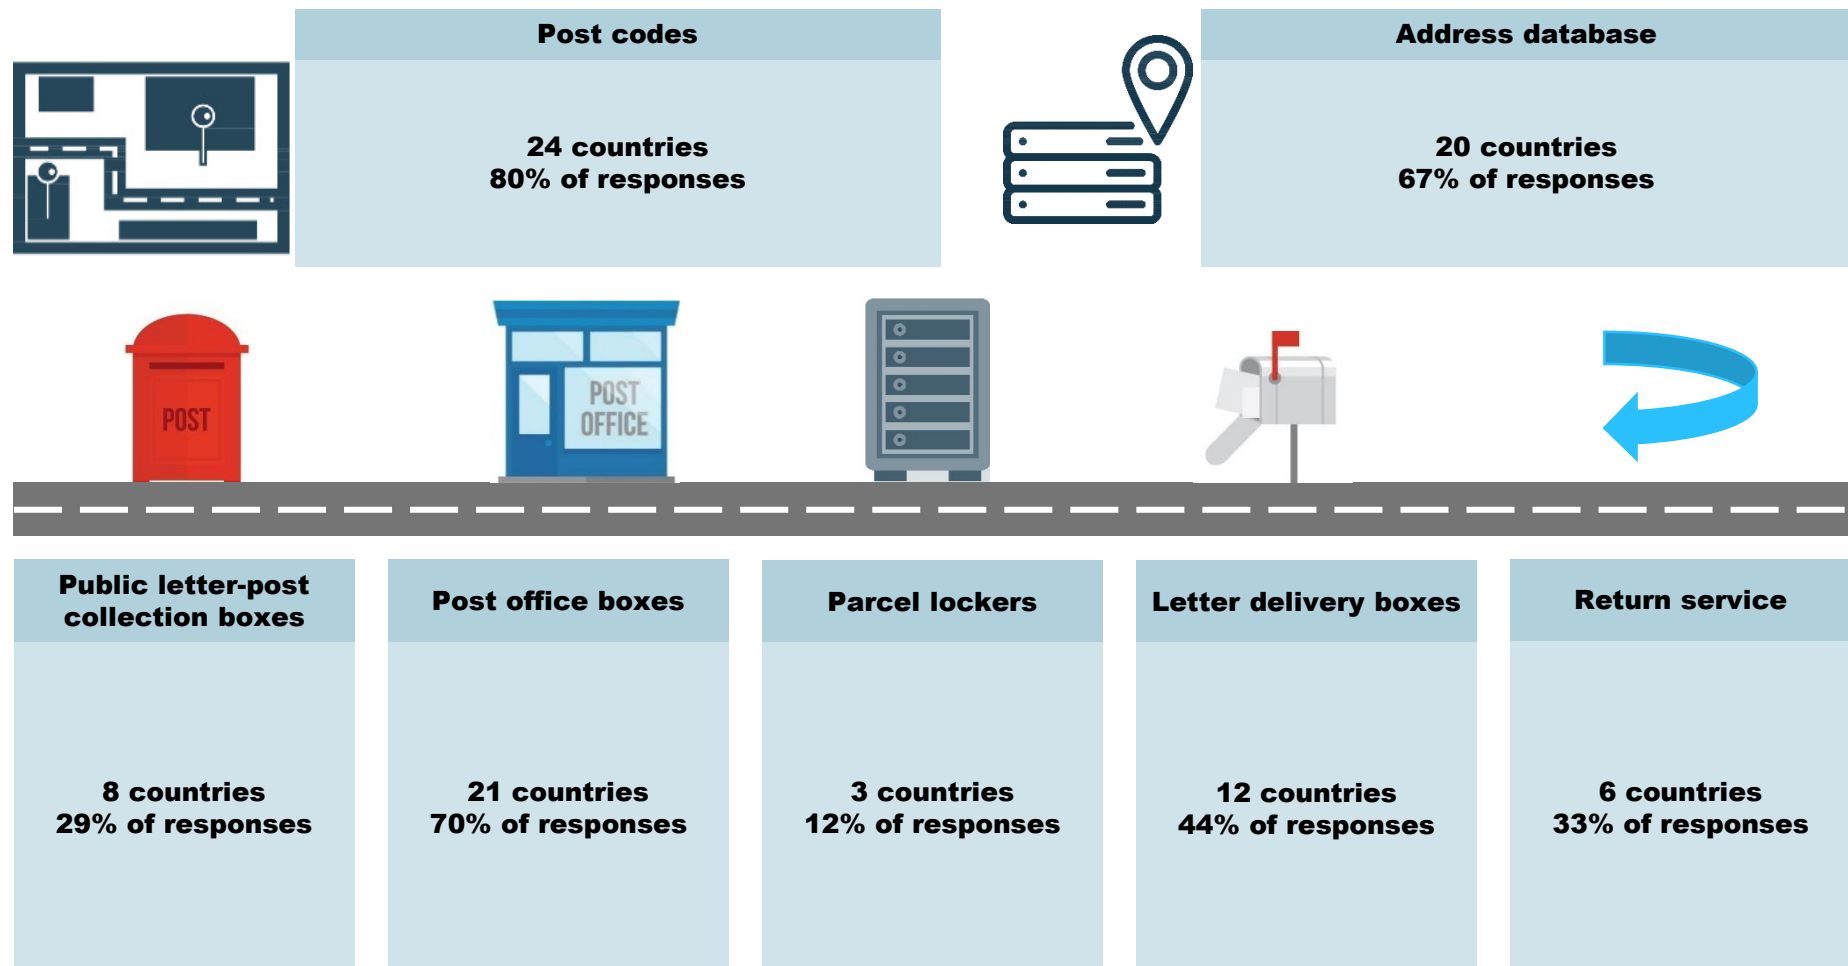 Post codes
24 countries
80% of responses
Address database
20 countries
67% of responses
POST
POST
OFFICE
Public letter-post
collection boxes
8 countries
29% of responses
Post office boxes
21 countries
70% of responses
Parcel lockers
3 countries
12% of responses
Letter delivery boxes
12 countries
44% of responses
Return service
6 countries
33% of responses